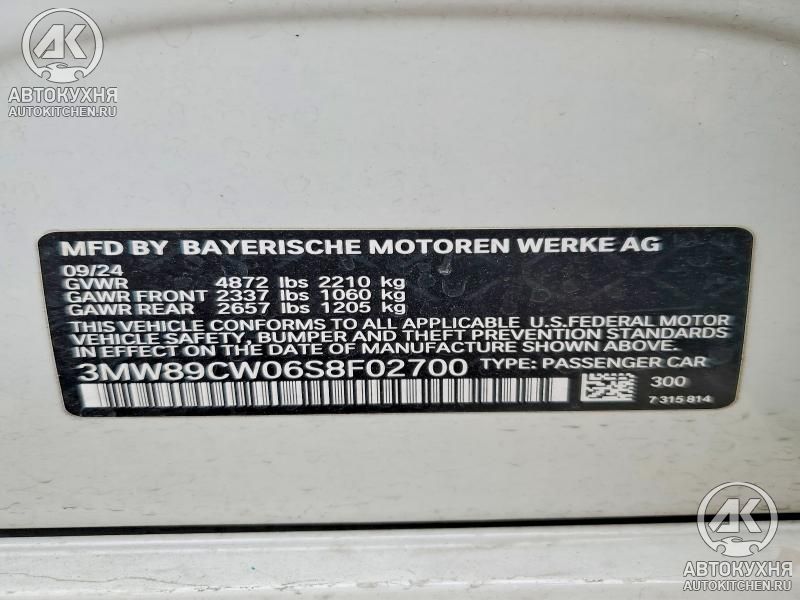 AK
АВТОКУХНЯ
AUTOKITCHEN.RU
MFD BY BAYERISCHE MOTOREN WERKE AG
09/24
GVWR 4872 lbs 2210 kg
GAWR FRONT 2337 lbs 1060 kg
GAWR REAR 2657 lbs 1205 kg
THIS VEHICLE CONFORMS TO ALL APPLICABLE U.S.FEDERAL MOTOR
VEHICLE SAFETY, BUMPER AND THEFT PREVENTION STANDARDS
IN EFFECT ON THE DATE OF MANUFACTURE SHOWN ABOVE.
3MW89CW06S8F02700 TYPE: PASSENGER CAR
300
7 315 814
AK
АВТОКУХНЯ
AUTOKITCHEN.RU